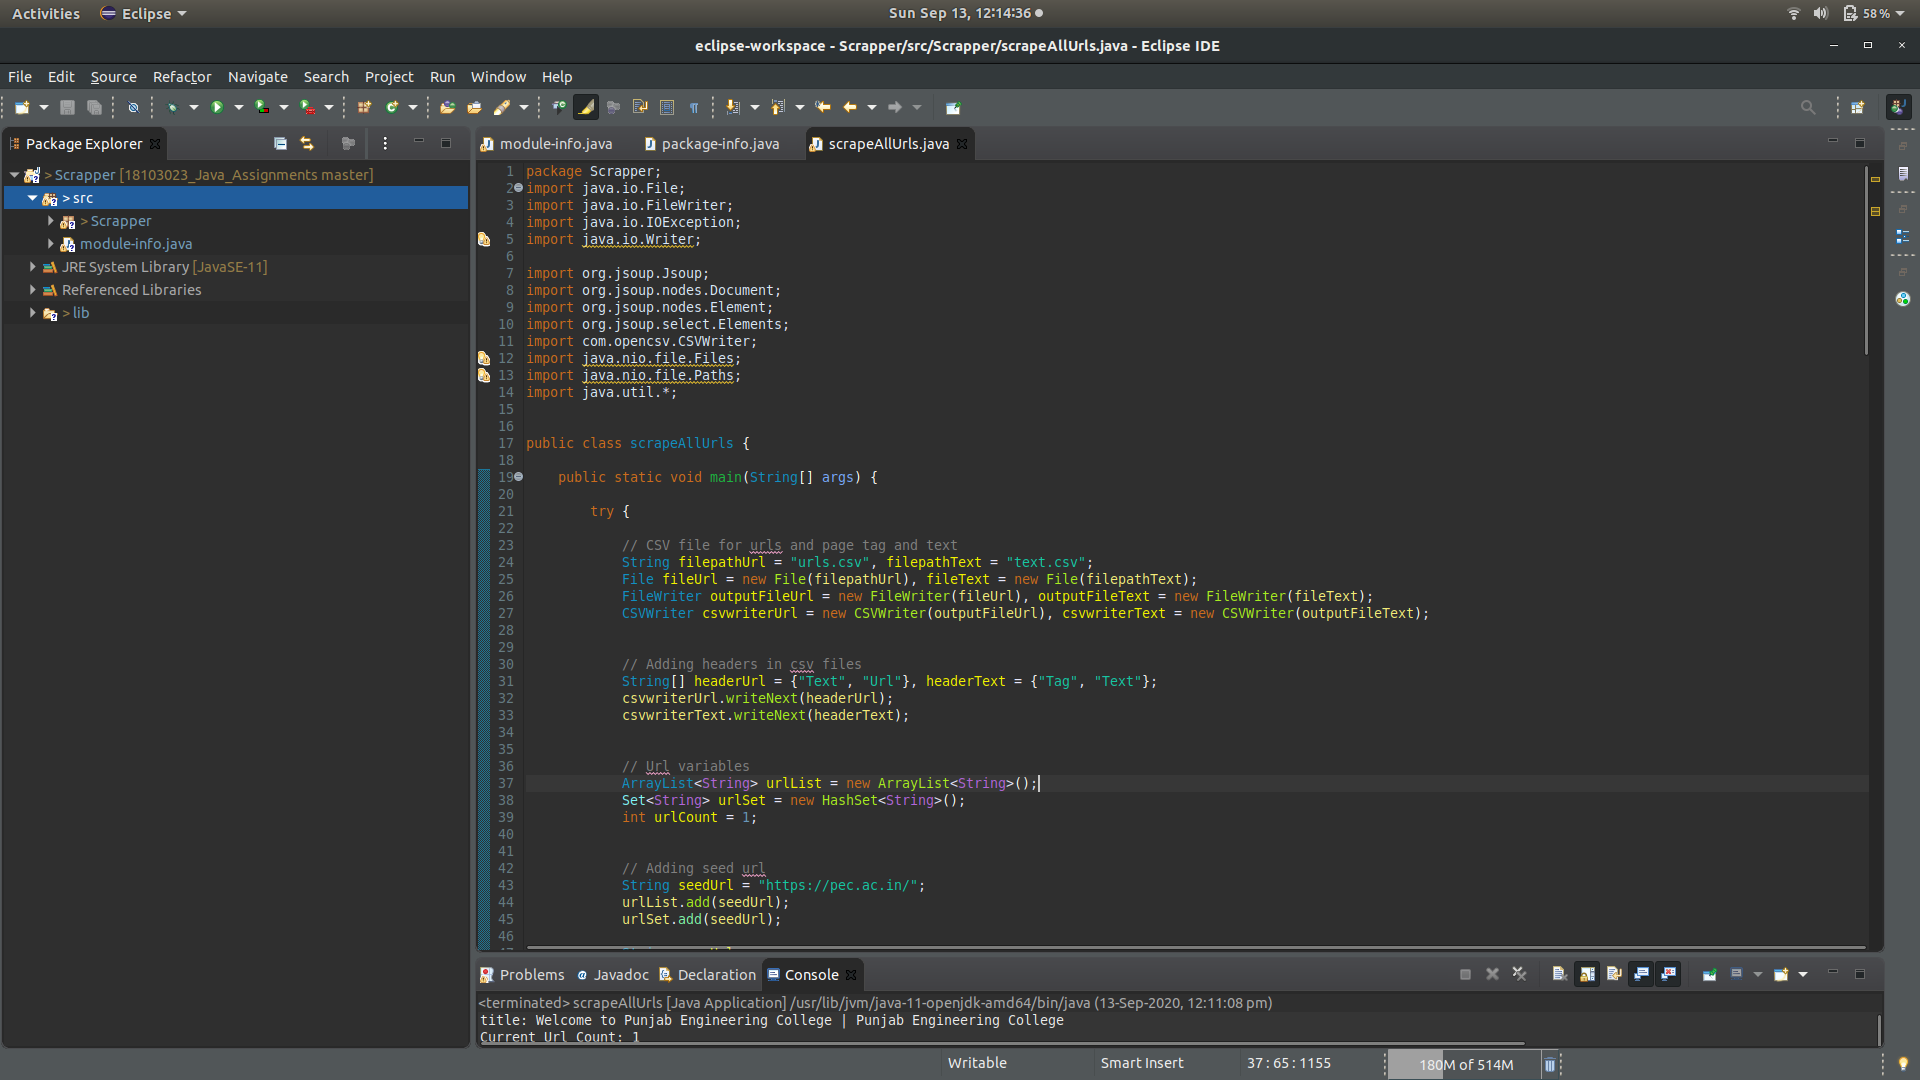 Activities Eclipse Sun Sep 13, 12:14:36 58%
eclipse-workspace - Scrapper/src/Scrapper/scrapeAllUrls.java - Eclipse IDE
File Edit Source Refactor Navigate Search Project Run Window Help
Package Explorer
> Scrapper [18103023_Java_Assignments master]
> src
> Scrapper
module-info.java
JRE System Library [JavaSE-11]
Referenced Libraries
> lib
module-info.java package-info.java scrapeAllUrls.java
1 package Scrapper;
2 import java.io.File;
3 import java.io.FileWriter;
4 import java.io.IOException;
5 import java.io.Writer;
6
7 import org.jsoup.Jsoup;
8 import org.jsoup.nodes.Document;
9 import org.jsoup.nodes.Element;
10 import org.jsoup.select.Elements;
11 import com.opencsv.CSVWriter;
12 import java.nio.file.Files;
13 import java.nio.file.Paths;
14 import java.util.*;
15
16
17 public class scrapeAllUrls {
18
19 public static void main(String[] args) {
20
21 try {
22
23 // CSV file for urls and page tag and text
24 String filepathUrl = "urls.csv", filepathText = "text.csv";
25 File fileUrl = new File(filepathUrl), fileText = new File(filepathText);
26 FileWriter outputFileUrl = new FileWriter(fileUrl), outputFileText = new FileWriter(fileText);
27 CSVWriter csvwriterUrl = new CSVWriter(outputFileUrl), csvwriterText = new CSVWriter(outputFileText);
28
29
30 // Adding headers in csv files
31 String[] headerUrl = {"Text", "Url"}, headerText = {"Tag", "Text"};
32 csvwriterUrl.writeNext(headerUrl);
33 csvwriterText.writeNext(headerText);
34
35
36 // Url variables
37 ArrayList<String> urlList = new ArrayList<String>();
38 Set<String> urlSet = new HashSet<String>();
39 int urlCount = 1;
40
41
42 // Adding seed url
43 String seedUrl = "https://pec.ac.in/";
44 urlList.add(seedUrl);
45 urlSet.add(seedUrl);
46
Problems @ Javadoc Declaration Console
<terminated> scrapeAllUrls [Java Application] /usr/lib/jvm/java-11-openjdk-amd64/bin/java (13-Sep-2020, 12:11:08 pm)
title: Welcome to Punjab Engineering College | Punjab Engineering College
Current Url Count: 1
Writable Smart Insert 37 : 65 : 1155 180M of 514M